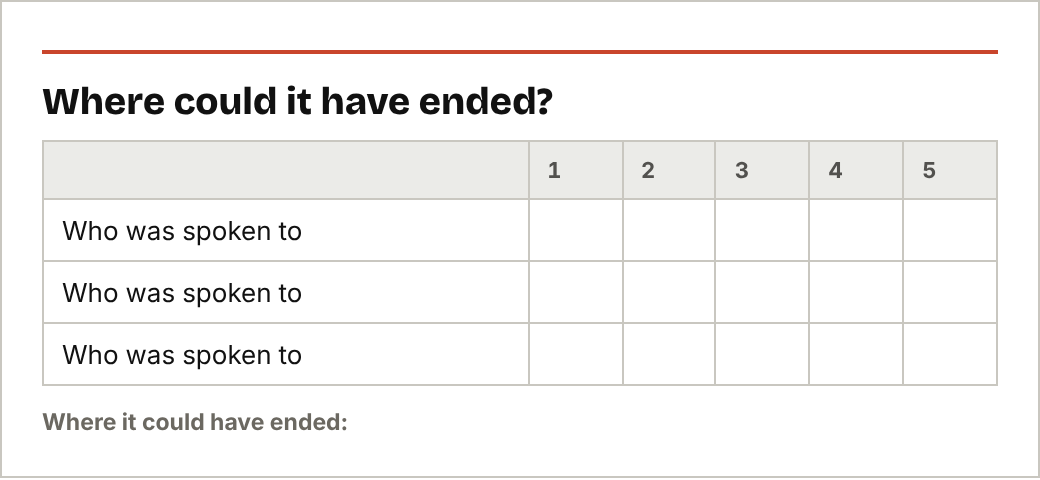 Where could it have ended?
1 2 3 4 5
Who was spoken to
Who was spoken to
Who was spoken to
Where it could have ended: